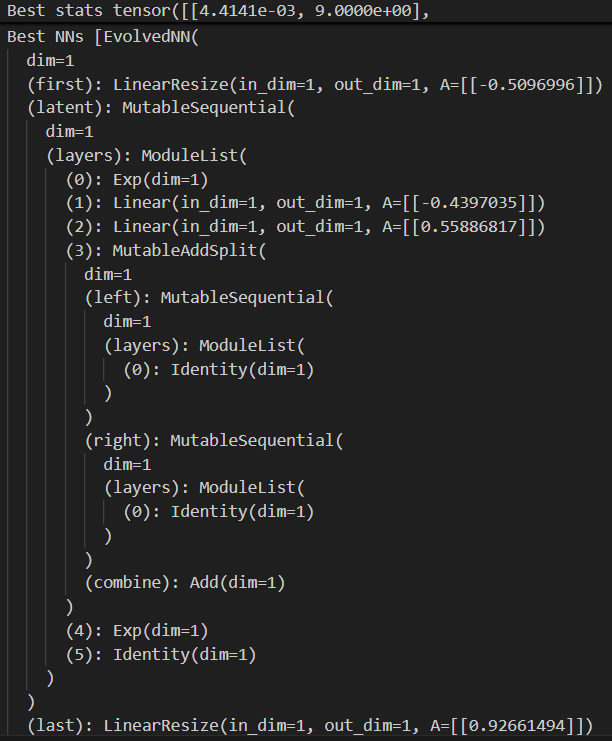 Best stats tensor([[4.4141e-03, 9.0000e+00],
Best NNs [EvolvedNN(
  dim=1
  (first): LinearResize(in_dim=1, out_dim=1, A=[[-0.5096996]])
  (latent): MutableSequential(
    dim=1
    (layers): ModuleList(
      (0): Exp(dim=1)
      (1): Linear(in_dim=1, out_dim=1, A=[[-0.4397035]])
      (2): Linear(in_dim=1, out_dim=1, A=[[0.55886817]])
      (3): MutableAddSplit(
        dim=1
        (left): MutableSequential(
          dim=1
          (layers): ModuleList(
            (0): Identity(dim=1)
          )
        )
        (right): MutableSequential(
          dim=1
          (layers): ModuleList(
            (0): Identity(dim=1)
          )
        )
        (combine): Add(dim=1)
      )
      (4): Exp(dim=1)
      (5): Identity(dim=1)
    )
  )
  (last): LinearResize(in_dim=1, out_dim=1, A=[[0.92661494]])